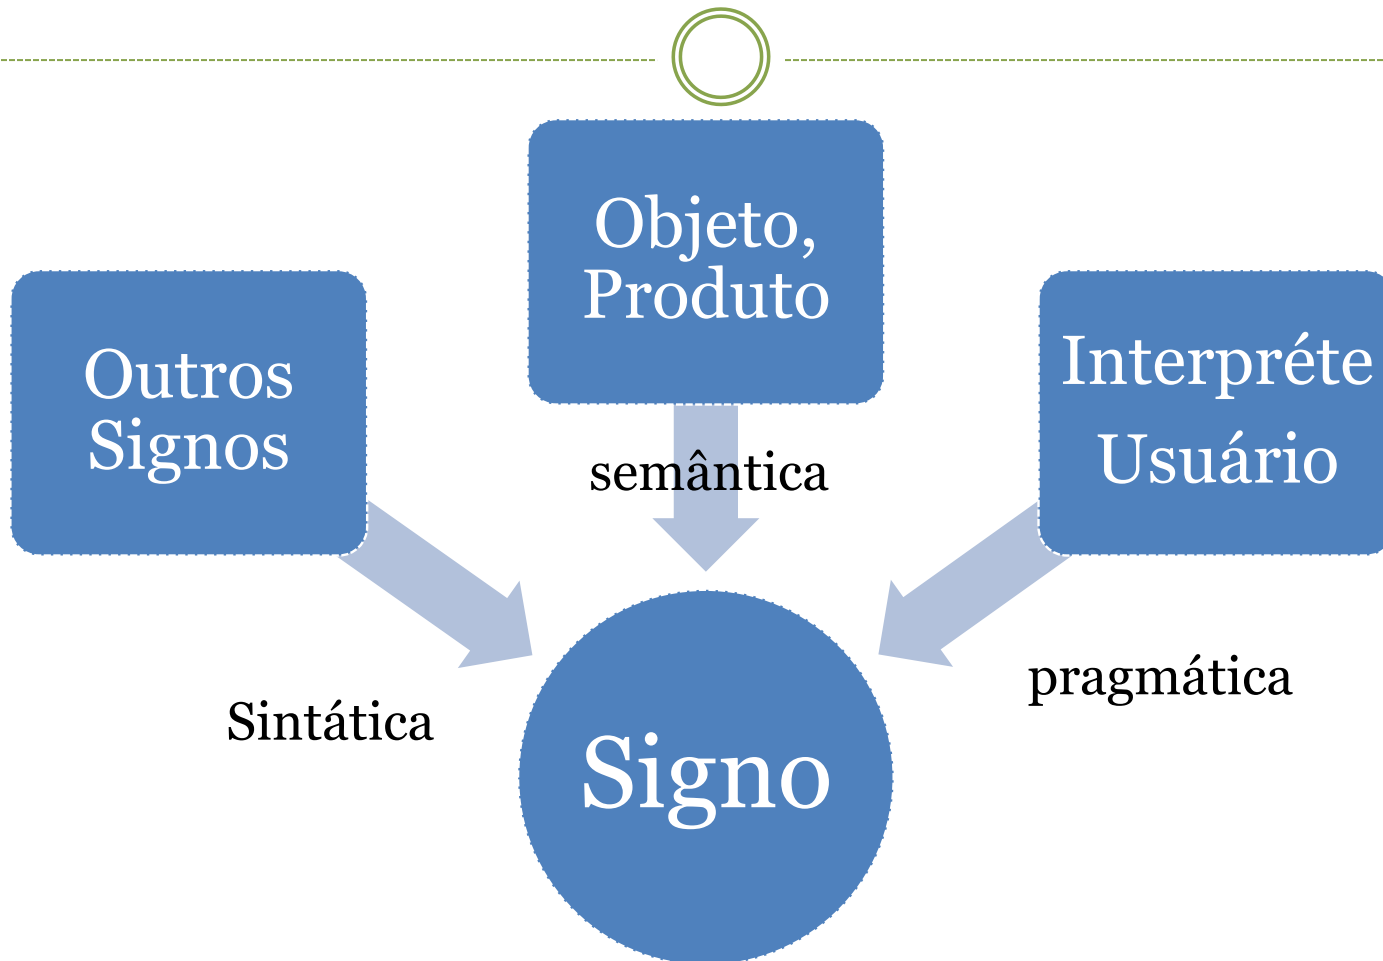 Objeto,
Produto
Outros
Signos
Interpréte
Usuário
semântica
Sintática
pragmática
Signo